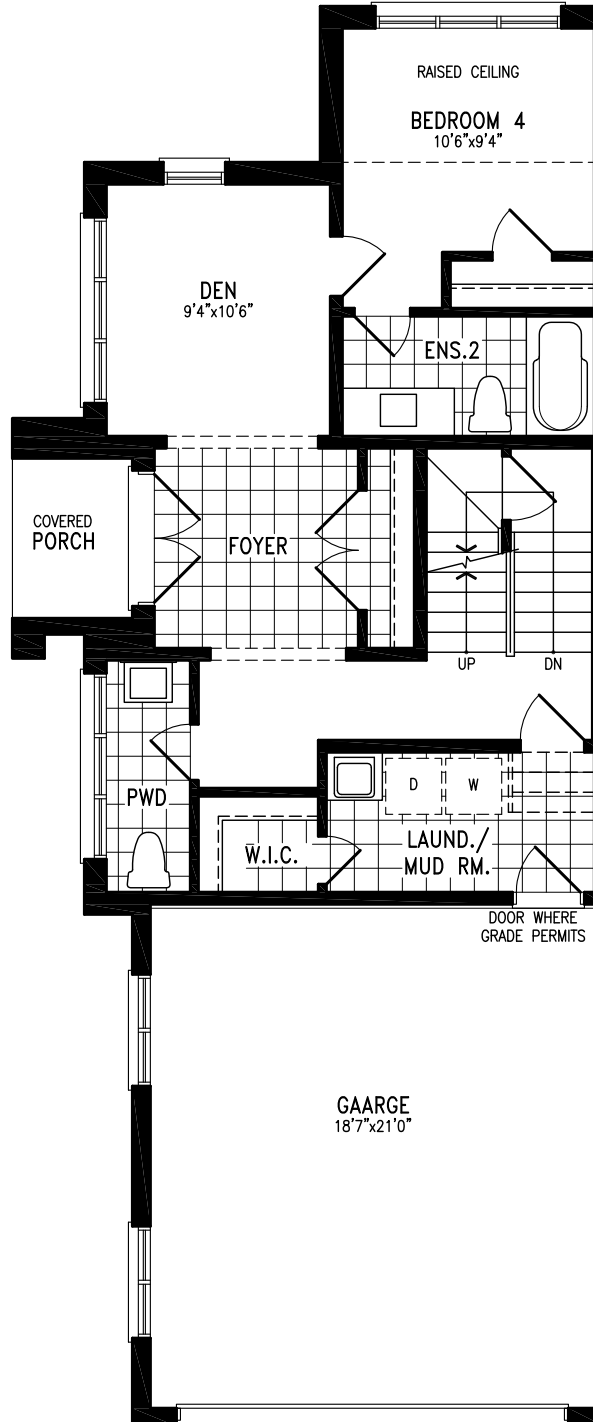 RAISED CEILING
BEDROOM 4
10'6"x9'4"
DEN
9'4"x10'6"
ENS.2
COVERED
PORCH
FOYER
UP
DN
PWD
D
W
W.I.C.
LAUND./
MUD RM.
DOOR WHERE
GRADE PERMITS
GAARGE
18'7"x21'0"